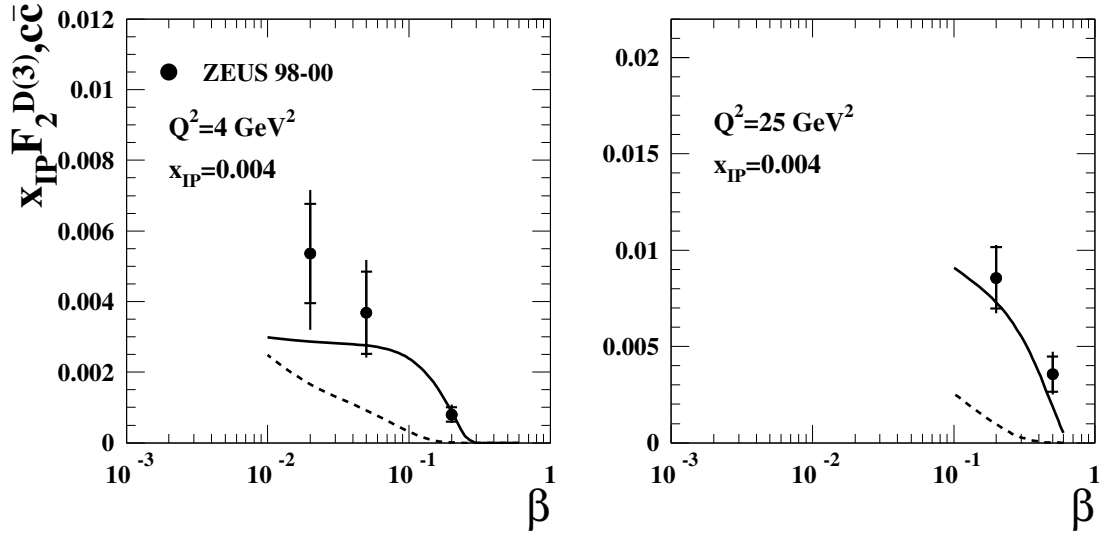 x_IP F_2^D(3),cc̄
0.012
0.01
0.008
0.006
0.004
0.002
0
ZEUS 98-00
Q²=4 GeV²
x_IP=0.004
10⁻³ 10⁻² 10⁻¹ 1
β
0.02
0.015
0.01
0.005
0
Q²=25 GeV²
x_IP=0.004
10⁻³ 10⁻² 10⁻¹ 1
β